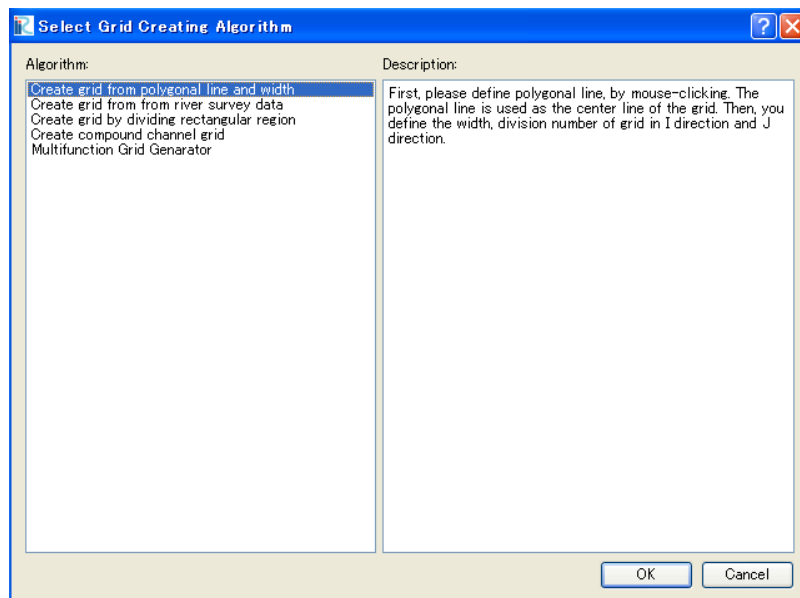 Select Grid Creating Algorithm
Algorithm:
Create grid from polygonal line and width
Create grid from from river survey data
Create grid by dividing rectangular region
Create compound channel grid
Multifunction Grid Genarator
Description:
First, please define polygonal line, by mouse-clicking. The
polygonal line is used as the center line of the grid. Then, you
define the width, division number of grid in I direction and J
direction.
OK
Cancel